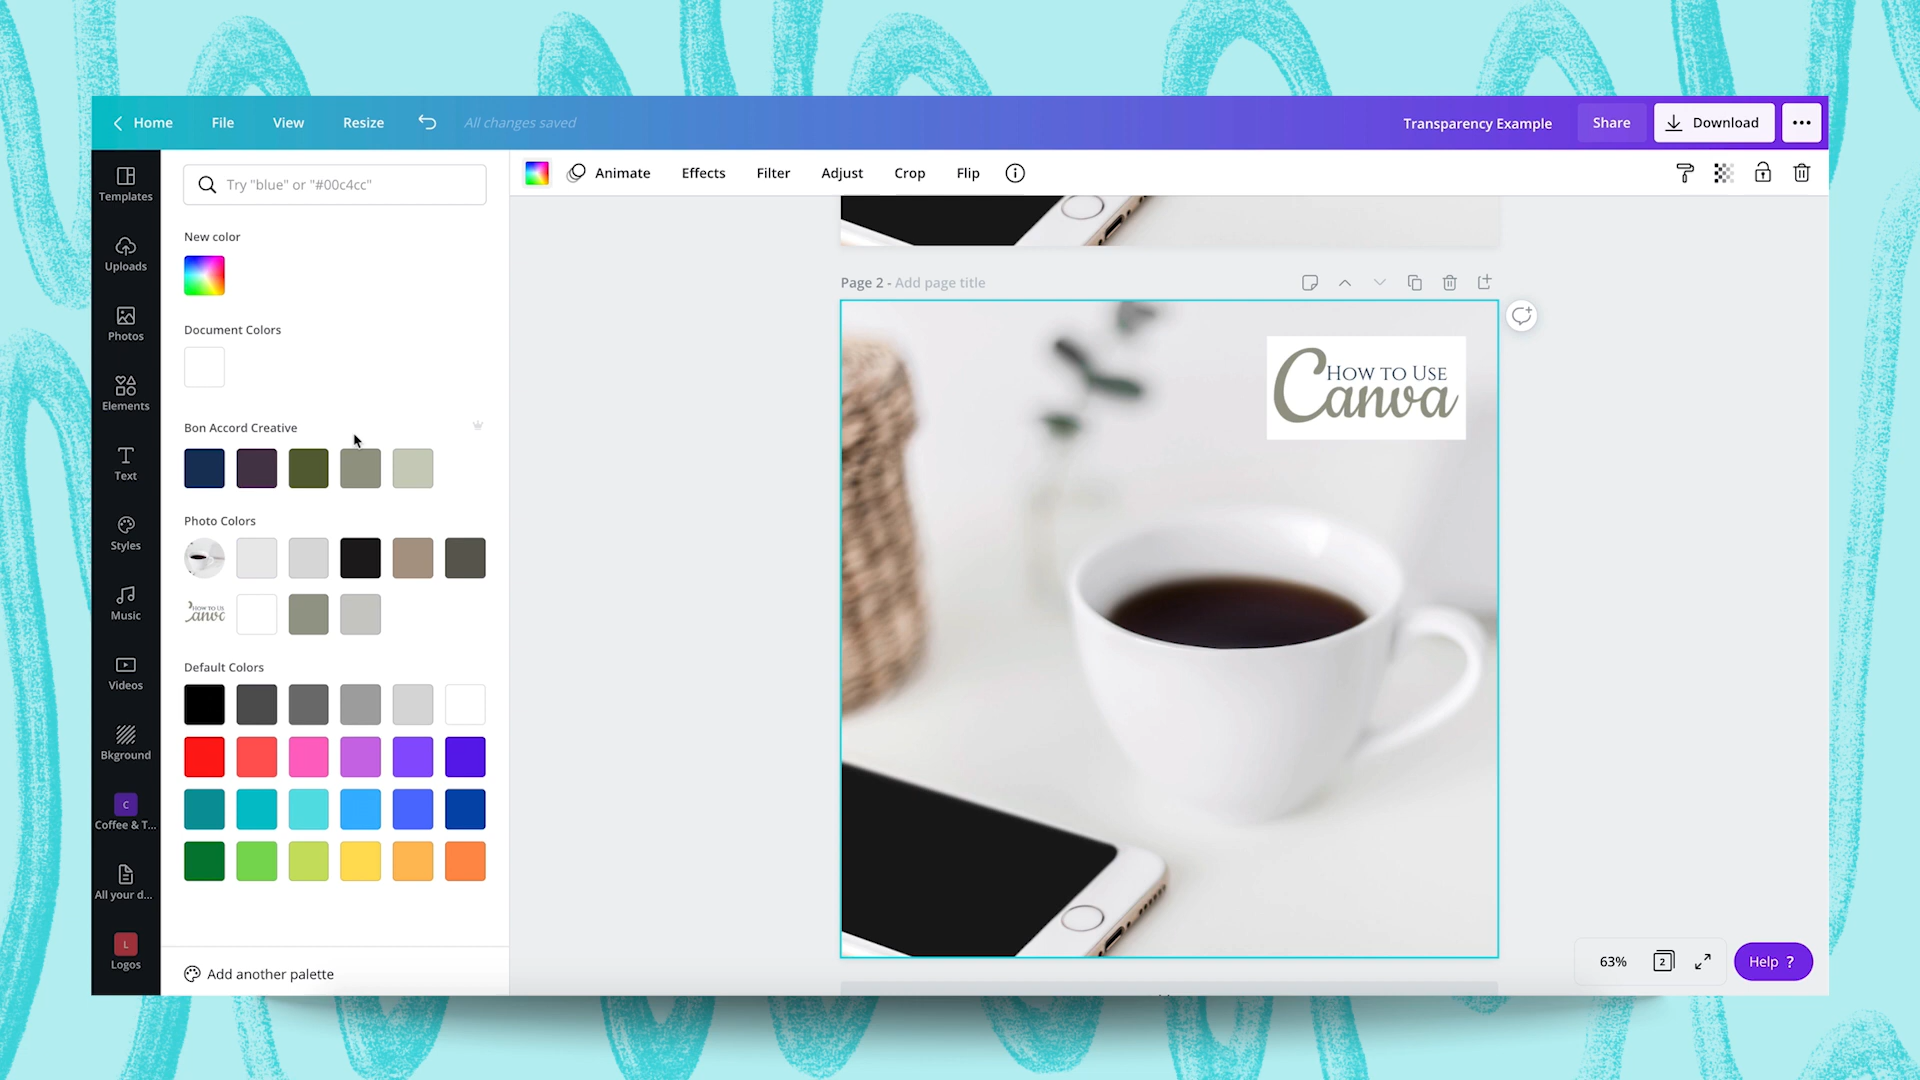 Home File View Resize All changes saved Transparency Example Share Download
Try "blue" or "#00c4cc"
Animate Effects Filter Adjust Crop Flip
Templates
Uploads
Photos
Elements
Text
Styles
Music
Videos
Bkground
C
Coffee & T...
All your d...
L
Logos
New color
Document Colors
Bon Accord Creative
Photo Colors
Default Colors
Add another palette
Page 2 - Add page title
How to Use
Canva
63% 2 Help ?